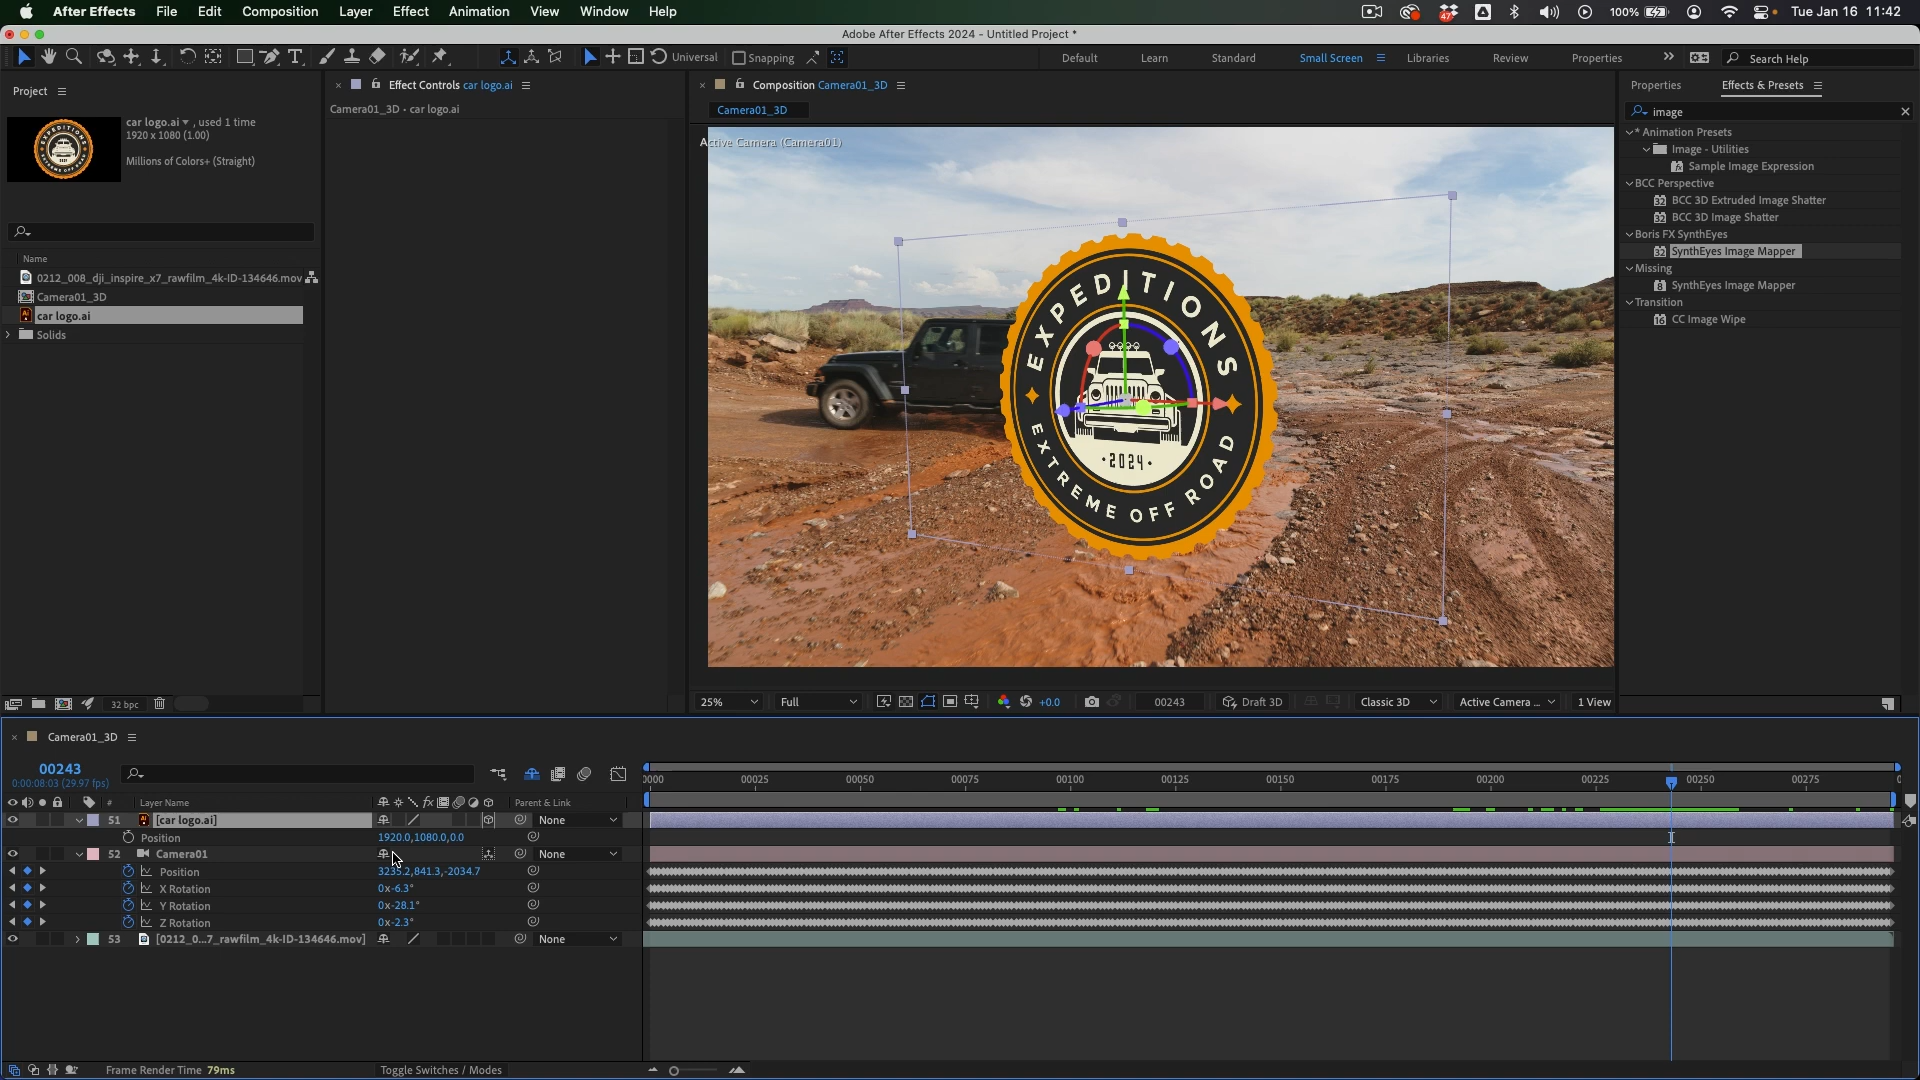 After Effects File Edit Composition Layer Effect Animation View Window Help
47
100% Tue Jan 16 11:42
Adobe After Effects 2024 - Untitled Project *
Universal Snapping Default Learn Standard Small Screen Libraries Review Properties Search Help
Project
car logo.ai , used 1 time
1920 x 1080 (1.00)
Millions of Colors+ (Straight)
Name
0212_008_dji_inspire_x7_rawfilm_4k-ID-134646.mov
Camera01_3D
car logo.ai
Solids
32 bpc
Effect Controls car logo.ai
Camera01_3D • car logo.ai
Composition Camera01_3D
Camera01_3D
Active Camera (Camera01)
EXPEDITIONS
•2024•
EXTREME OFF ROAD
25% Full +0.0 00243 Draft 3D Classic 3D Active Camera ... 1 View
Properties Effects & Presets
image
* Animation Presets
Image - Utilities
Sample Image Expression
BCC Perspective
BCC 3D Extruded Image Shatter
BCC 3D Image Shatter
Boris FX SynthEyes
SynthEyes Image Mapper
Missing
SynthEyes Image Mapper
Transition
CC Image Wipe
Camera01_3D
00243
0:00:08:03 (29.97 fps)
0000 00025 00050 00075 00100 00125 00150 00175 00200 00225 00250 00275
# Layer Name fx Parent & Link
51 [car logo.ai] None
Position 1920.0,1080.0,0.0
52 Camera01 None
Position 3235.2,841.3,-2034.7
X Rotation 0x-6.3°
Y Rotation 0x-28.1°
Z Rotation 0x-2.3°
53 [0212_0...7_rawfilm_4k-ID-134646.mov] None
Frame Render Time 79ms Toggle Switches / Modes